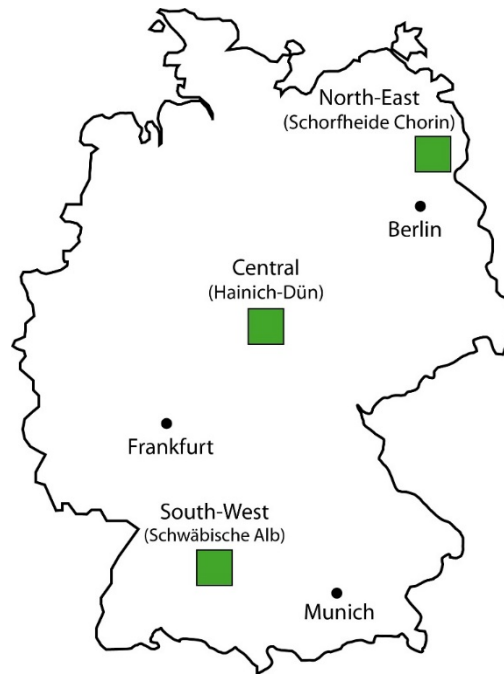 North-East
(Schorfheide Chorin)
Berlin
Central
(Hainich-Dün)
Frankfurt
South-West
(Schwäbische Alb)
Munich